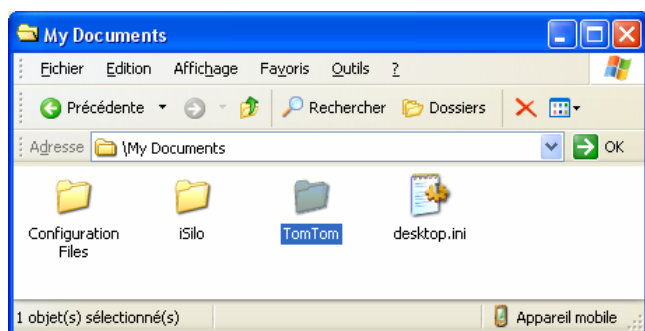 My Documents
Fichier Edition Affichage Favoris Outils ?
Précédente Rechercher Dossiers
Adresse \My Documents OK
Configuration Files iSilo TomTom desktop.ini
1 objet(s) sélectionné(s) Appareil mobile